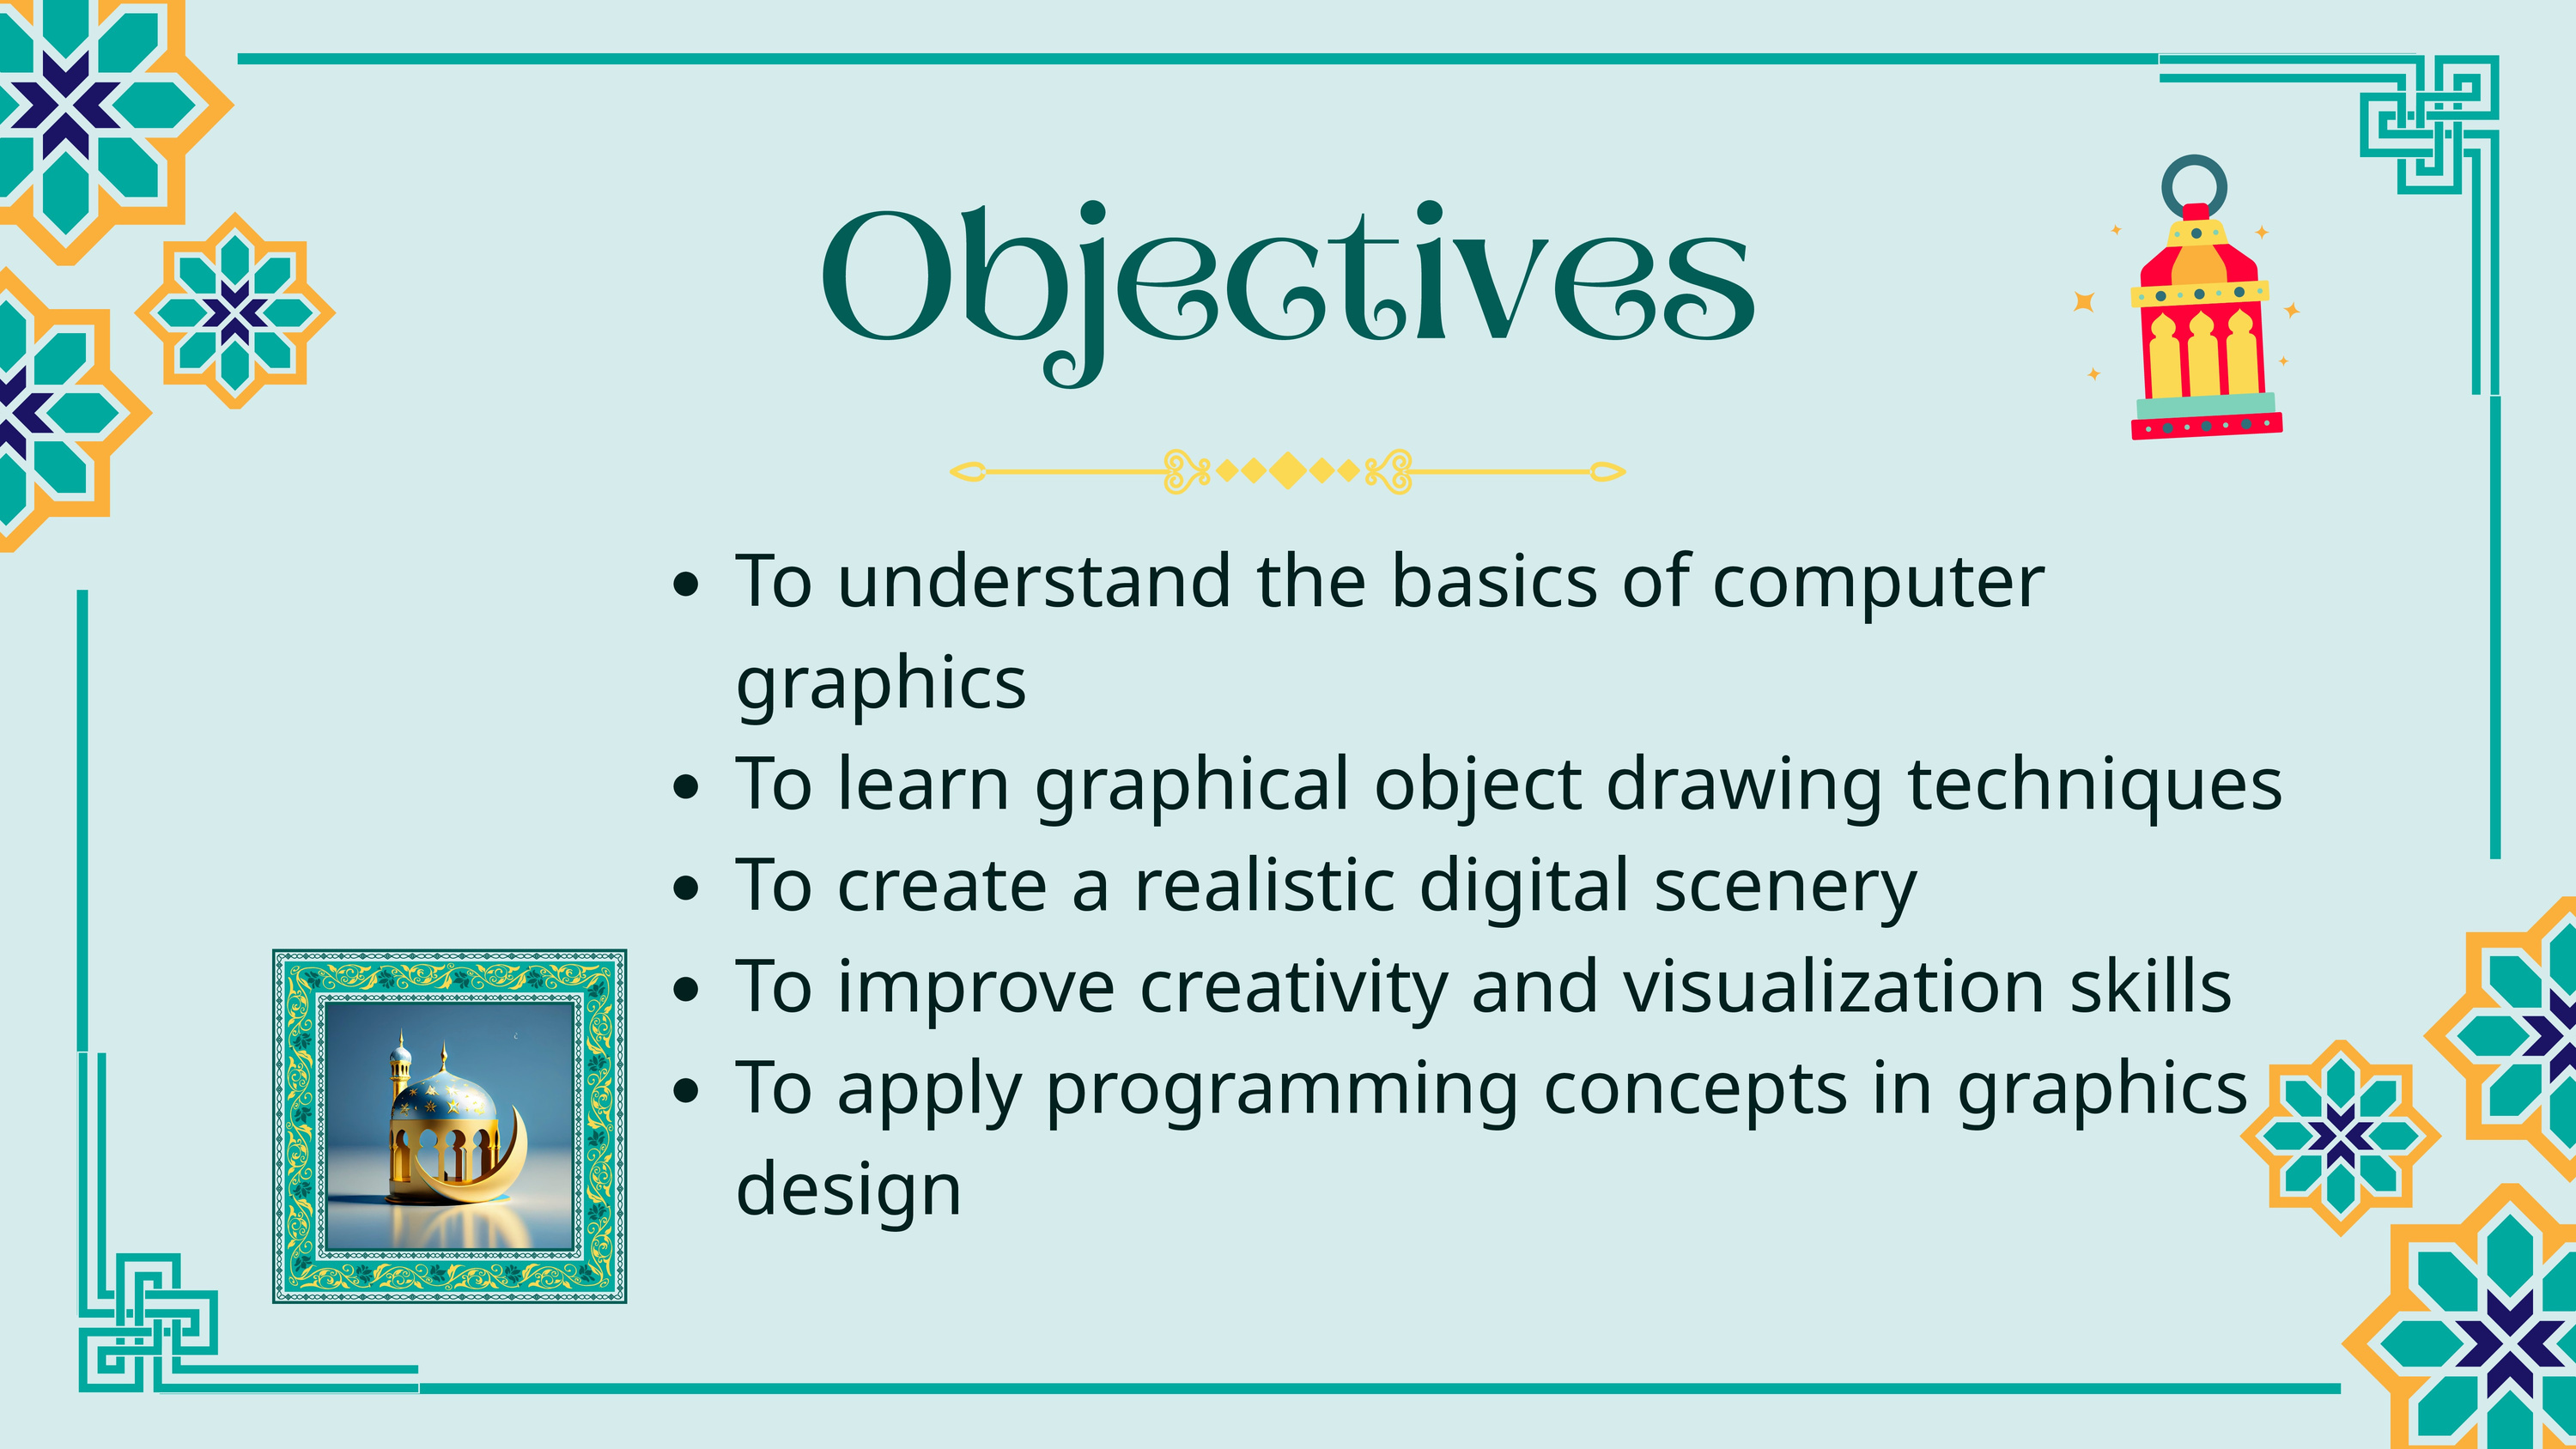 Objectives
• To understand the basics of computer
graphics
• To learn graphical object drawing techniques
• To create a realistic digital scenery
• To improve creativity and visualization skills
• To apply programming concepts in graphics
design